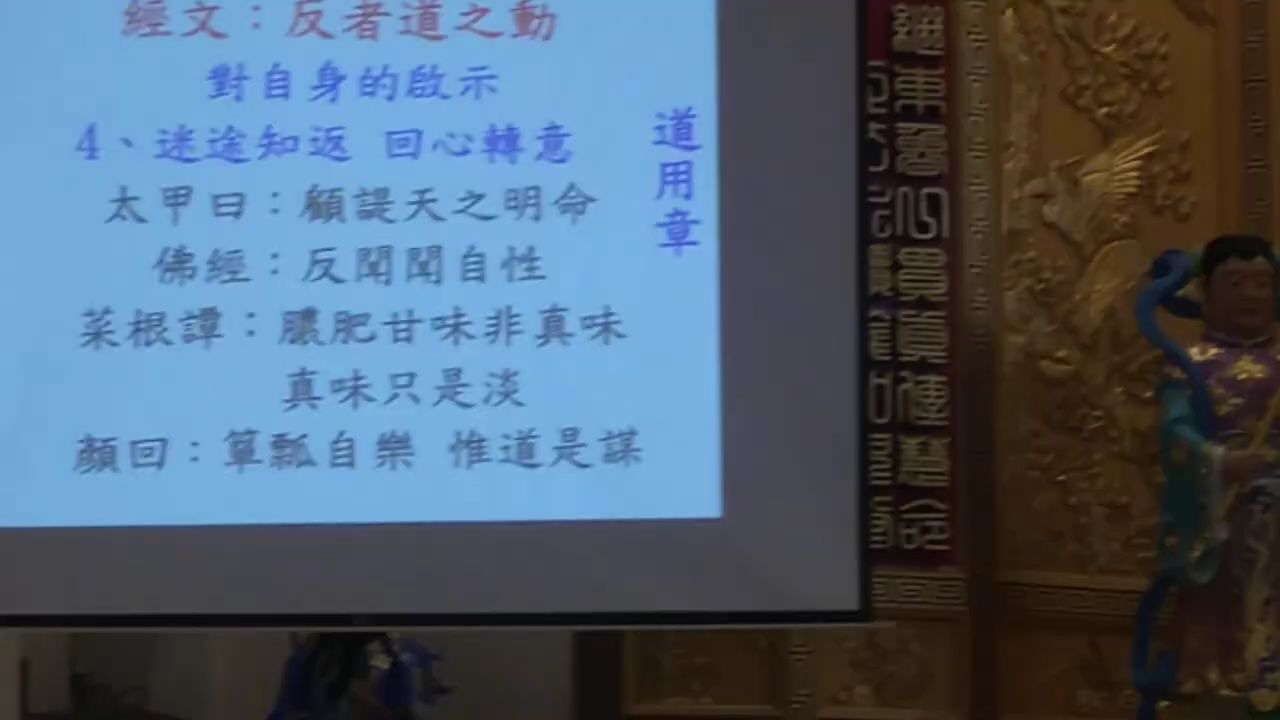 經文：反者道之動
對自身的啟示
4、迷途知返 回心轉意
太甲曰：顧諟天之明命
佛經：反聞聞自性
菜根譚：膿肥甘味非真味
真味只是淡
顏回：簞瓢自樂 惟道是謀
道用章